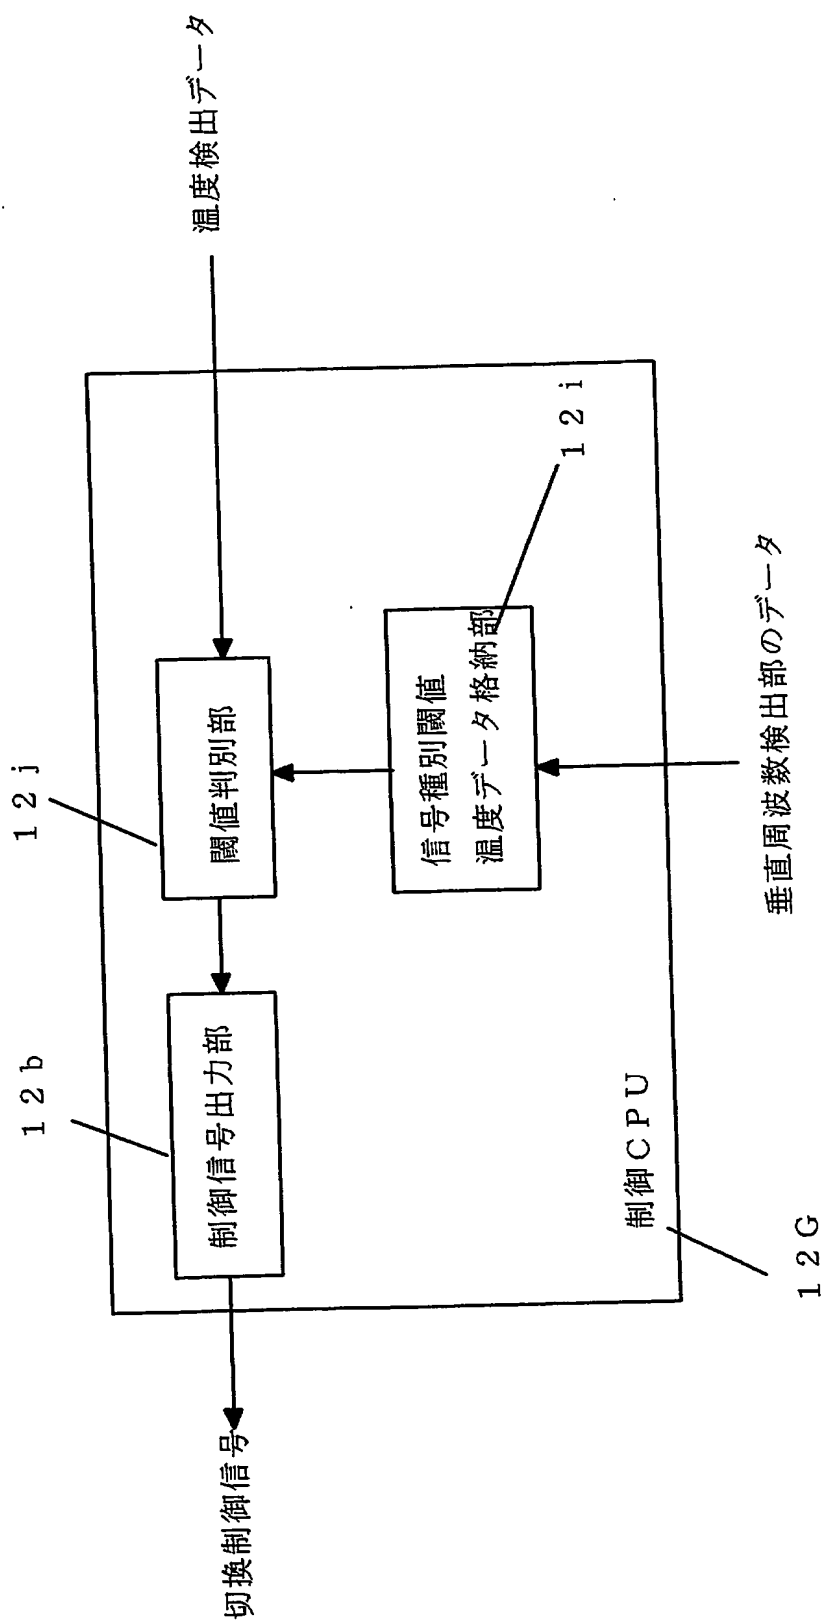 温度検出データ
12j
閾値判別部
12b
制御信号出力部
切換制御信号
信号種別閾値
温度データ格納部
12i
垂直周波数検出部のデータ
制御CPU
12G